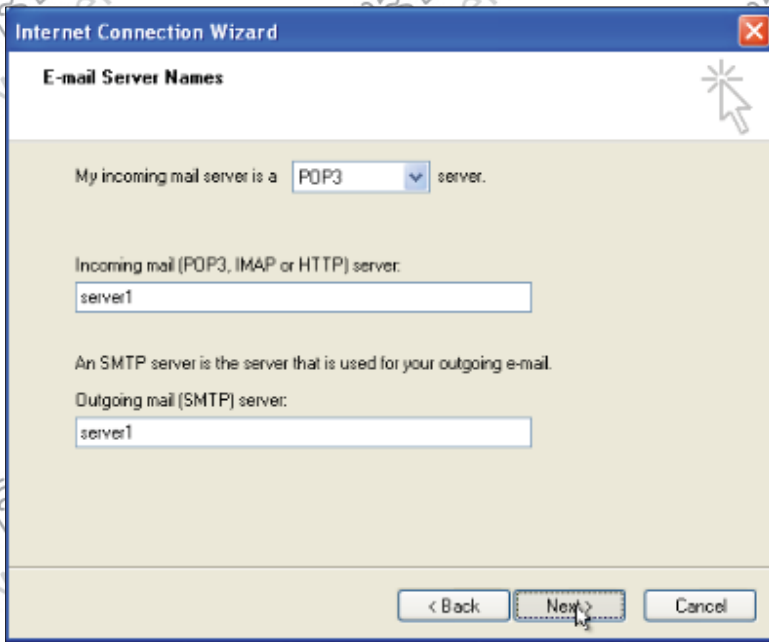 Internet Connection Wizard
E-mail Server Names
My incoming mail server is a POP3 server.
Incoming mail (POP3, IMAP or HTTP) server:
server1
An SMTP server is the server that is used for your outgoing e-mail.
Outgoing mail (SMTP) server:
server1
< Back Next > Cancel